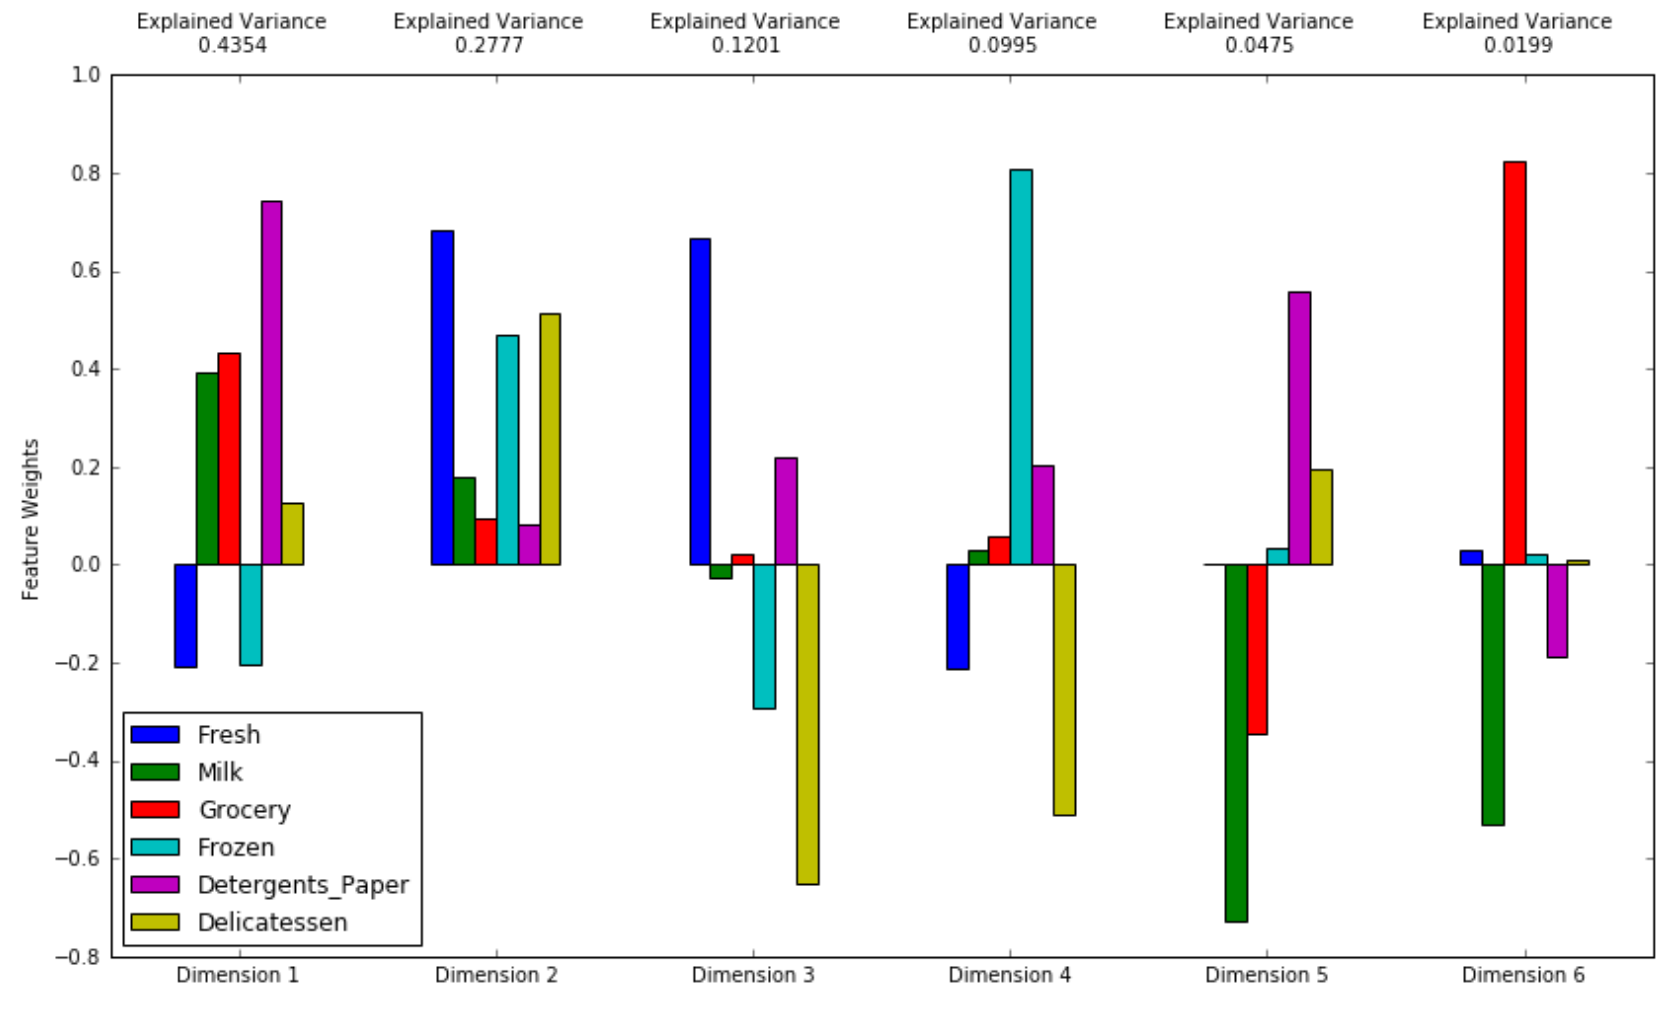 Explained Variance
0.4354
Explained Variance
0.2777
Explained Variance
0.1201
Explained Variance
0.0995
Explained Variance
0.0475
Explained Variance
0.0199
1.0
0.8
0.6
0.4
0.2
0.0
−0.2
−0.4
−0.6
−0.8
Feature Weights
Fresh
Milk
Grocery
Frozen
Detergents_Paper
Delicatessen
Dimension 1
Dimension 2
Dimension 3
Dimension 4
Dimension 5
Dimension 6